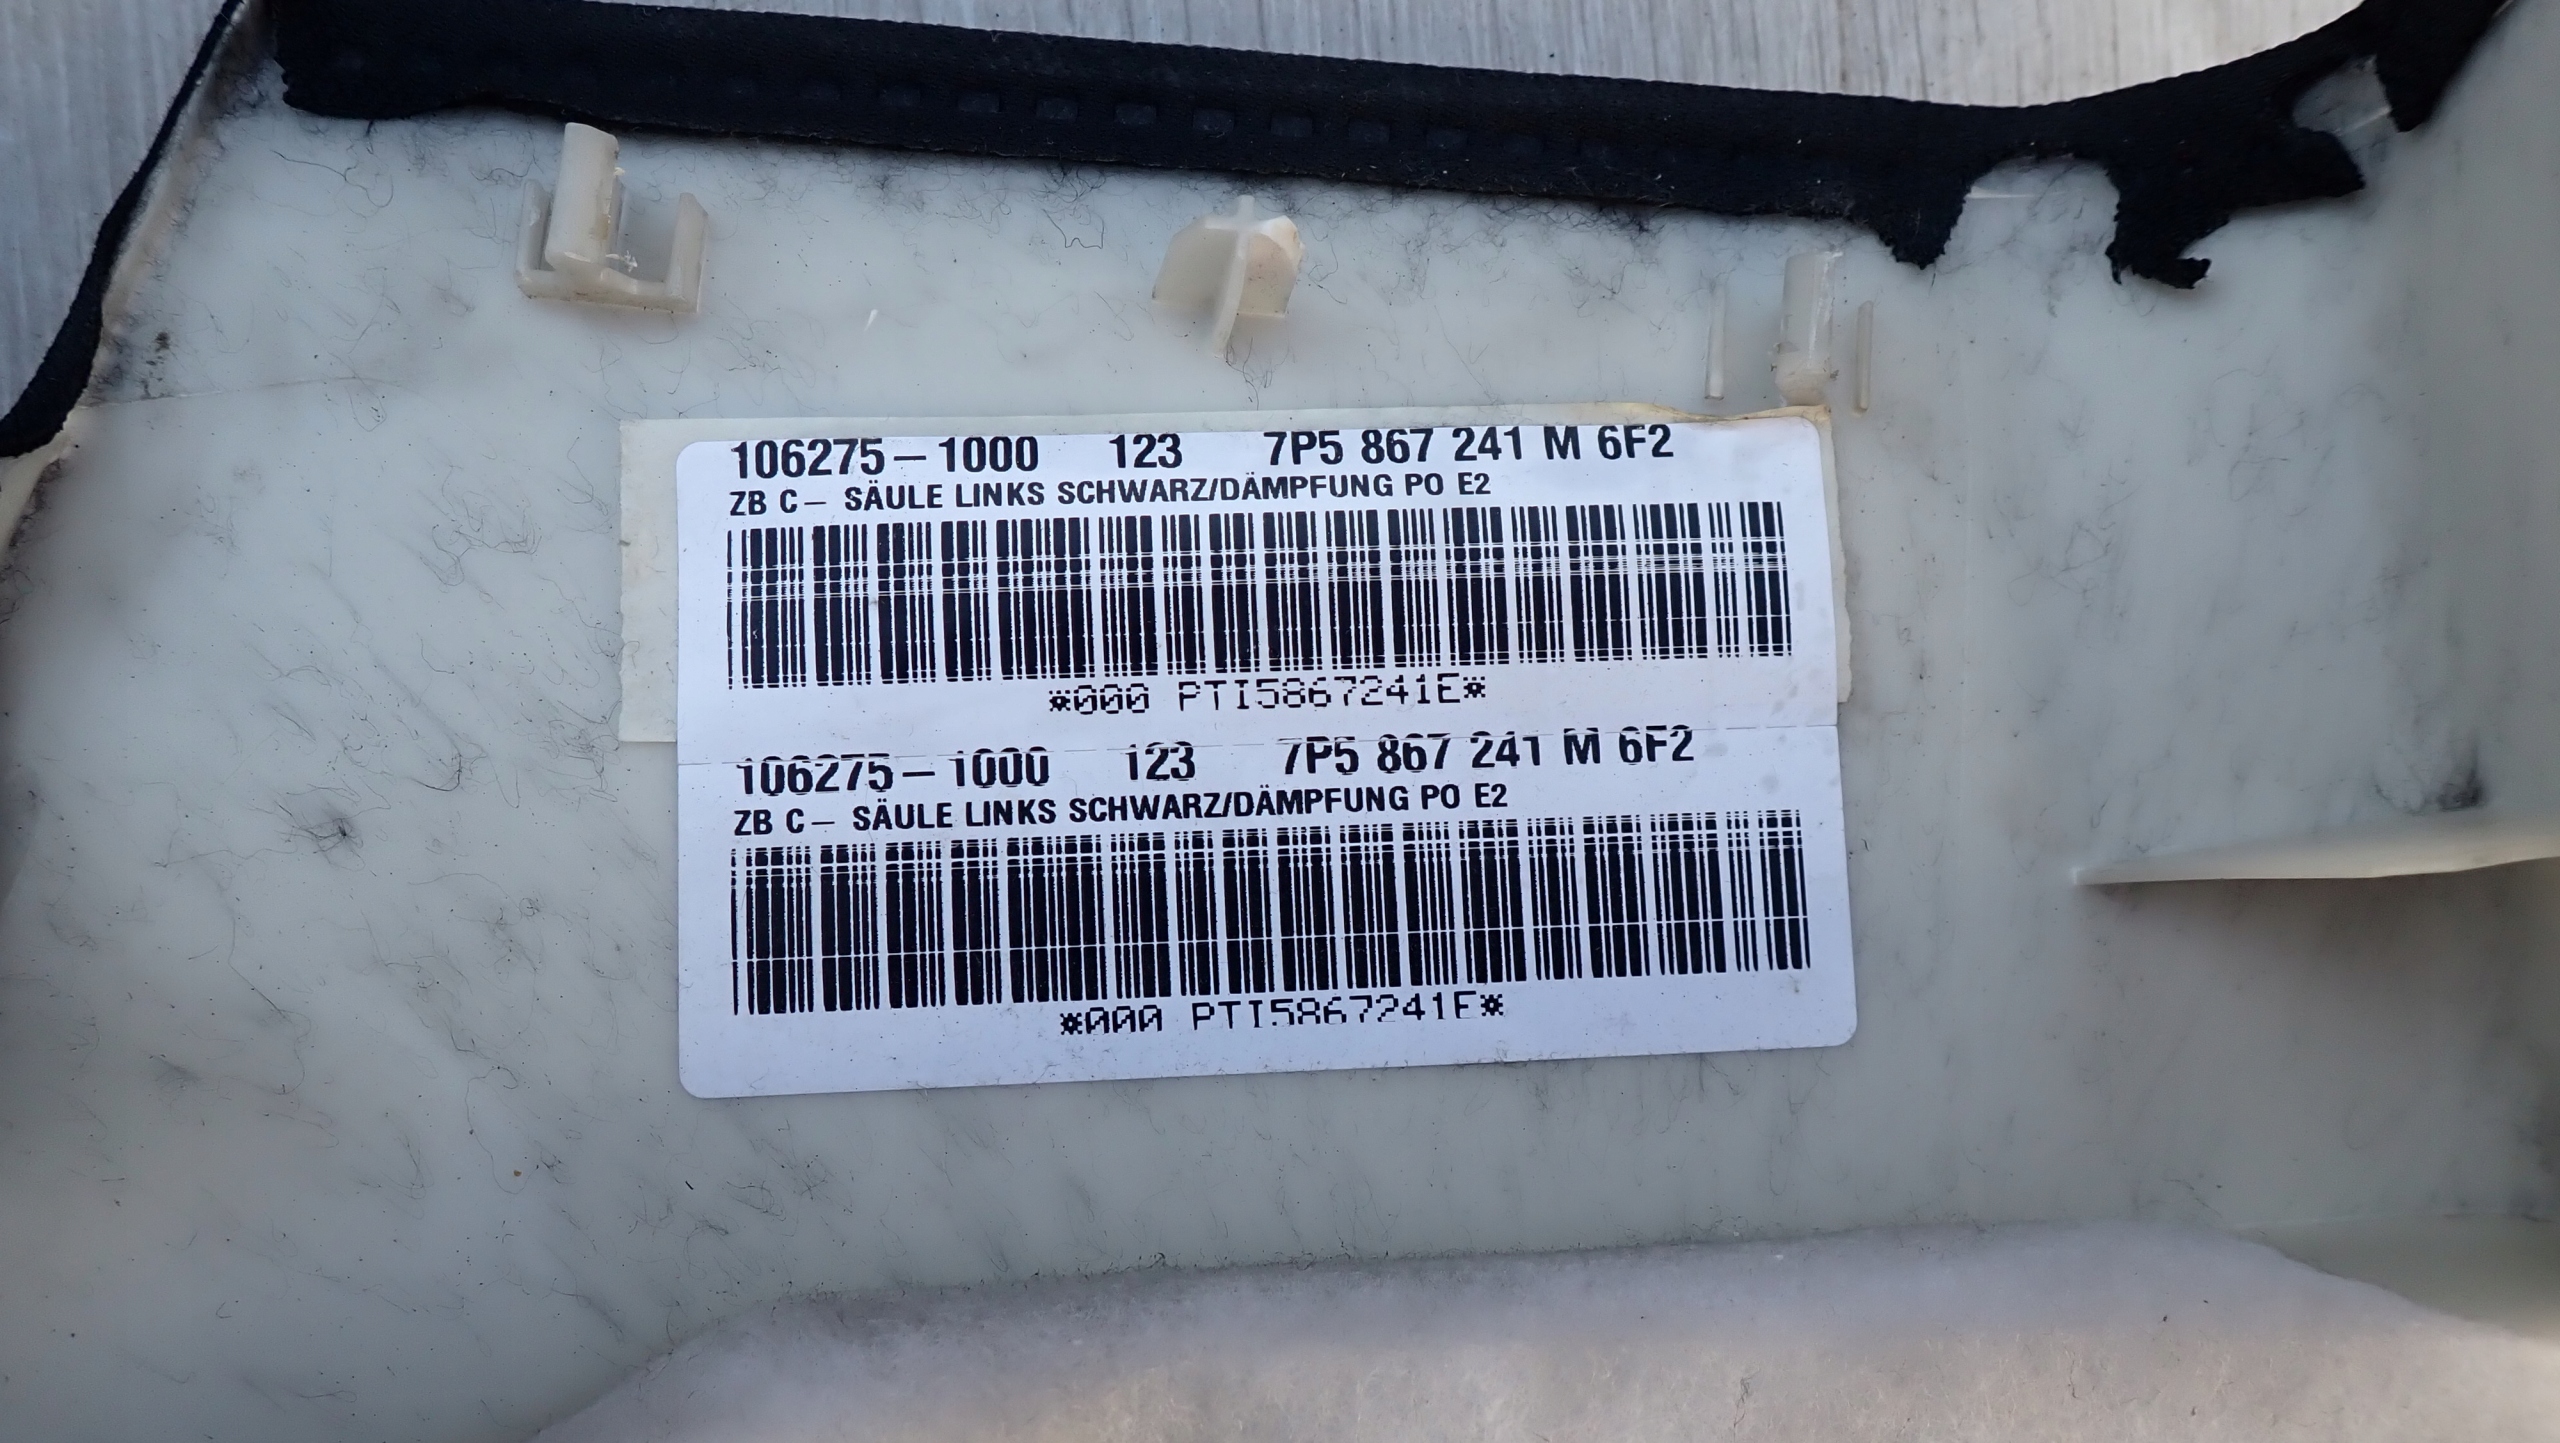 106275-1000 123 7P5 867 241 M 6F2
ZB C- SÄULE LINKS SCHWARZ/DÄMPFUNG PO E2
*000 PTI5867241E*
106275-1000 123 7P5 867 241 M 6F2
ZB C- SÄULE LINKS SCHWARZ/DÄMPFUNG PO E2
*000 PTI5867241E*